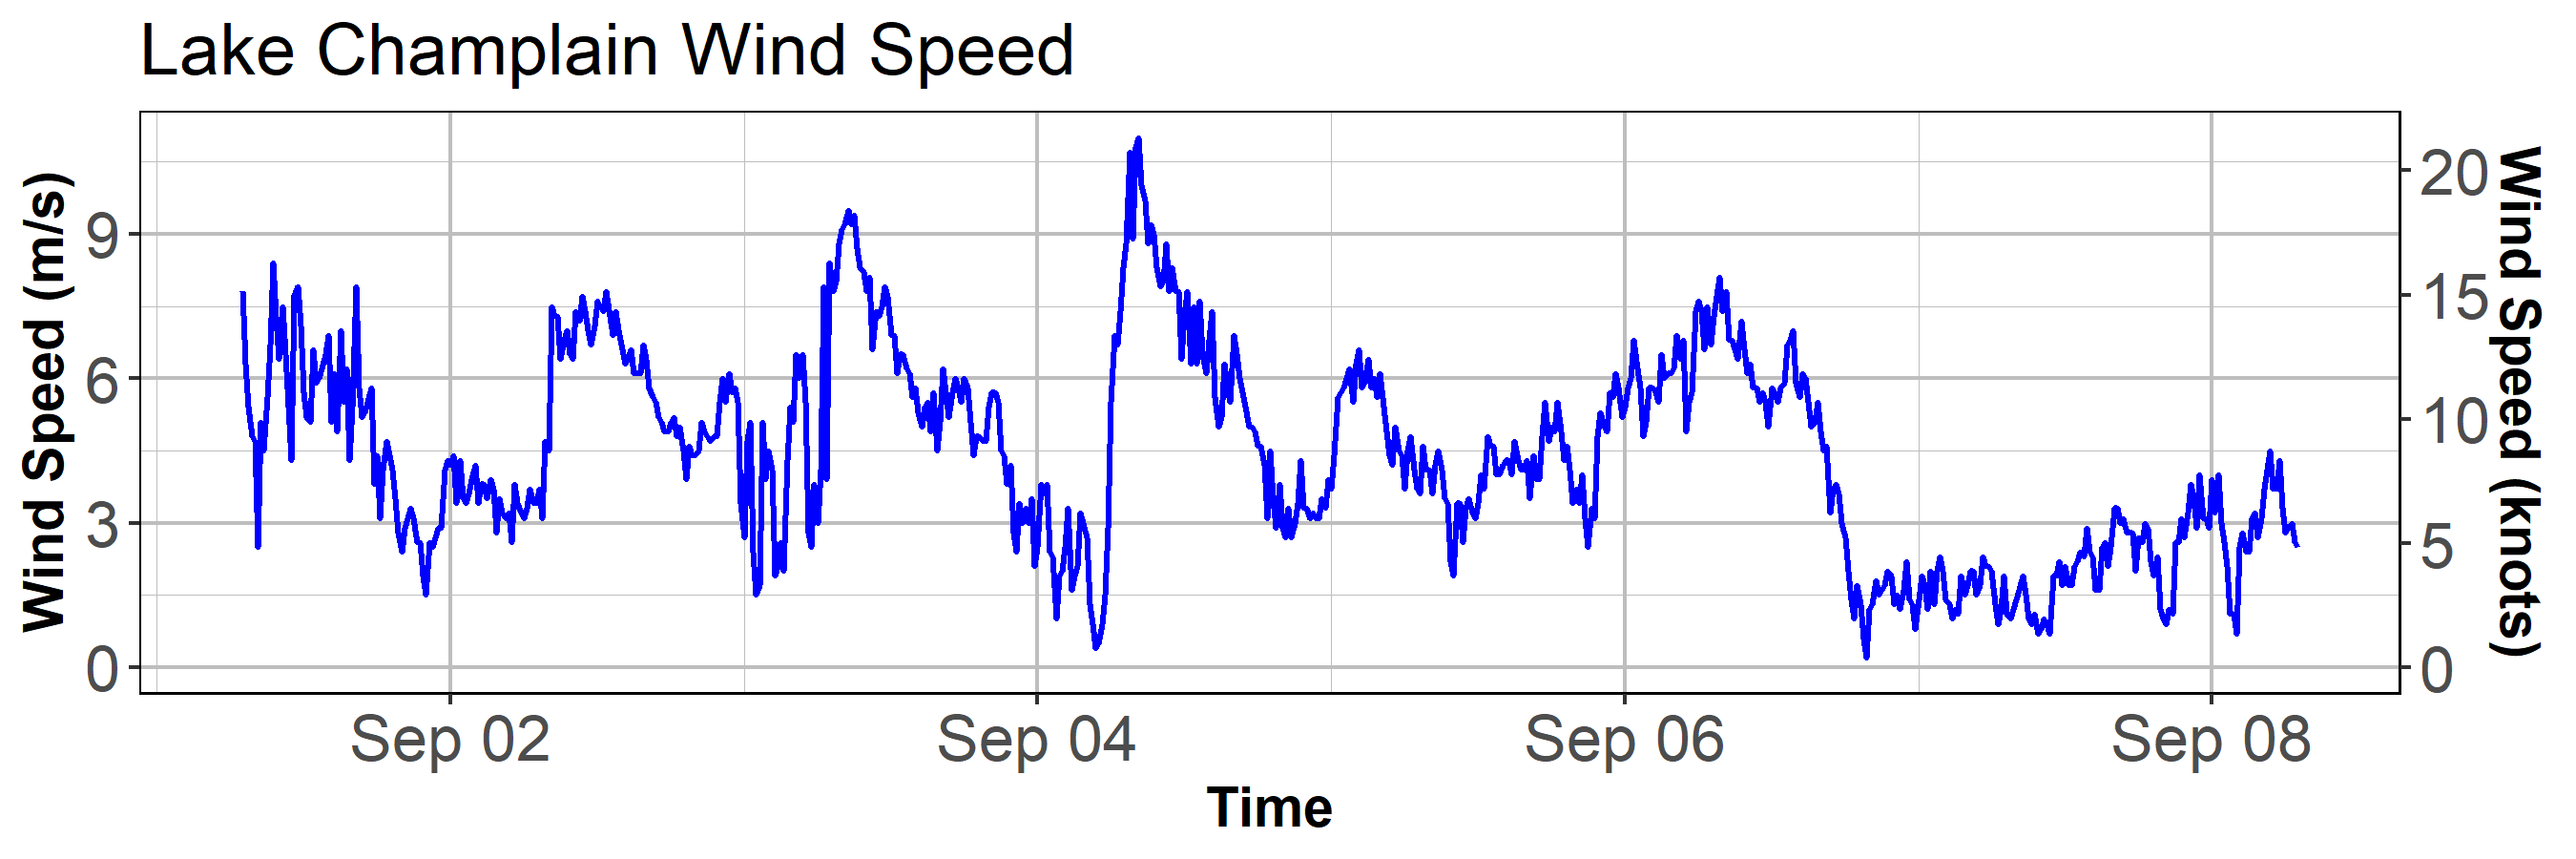 Lake Champlain Wind Speed
Wind Speed (m/s)
9
6
3
0
20
15
10
5
0
Wind Speed (knots)
Sep 02 Sep 04 Sep 06 Sep 08
Time